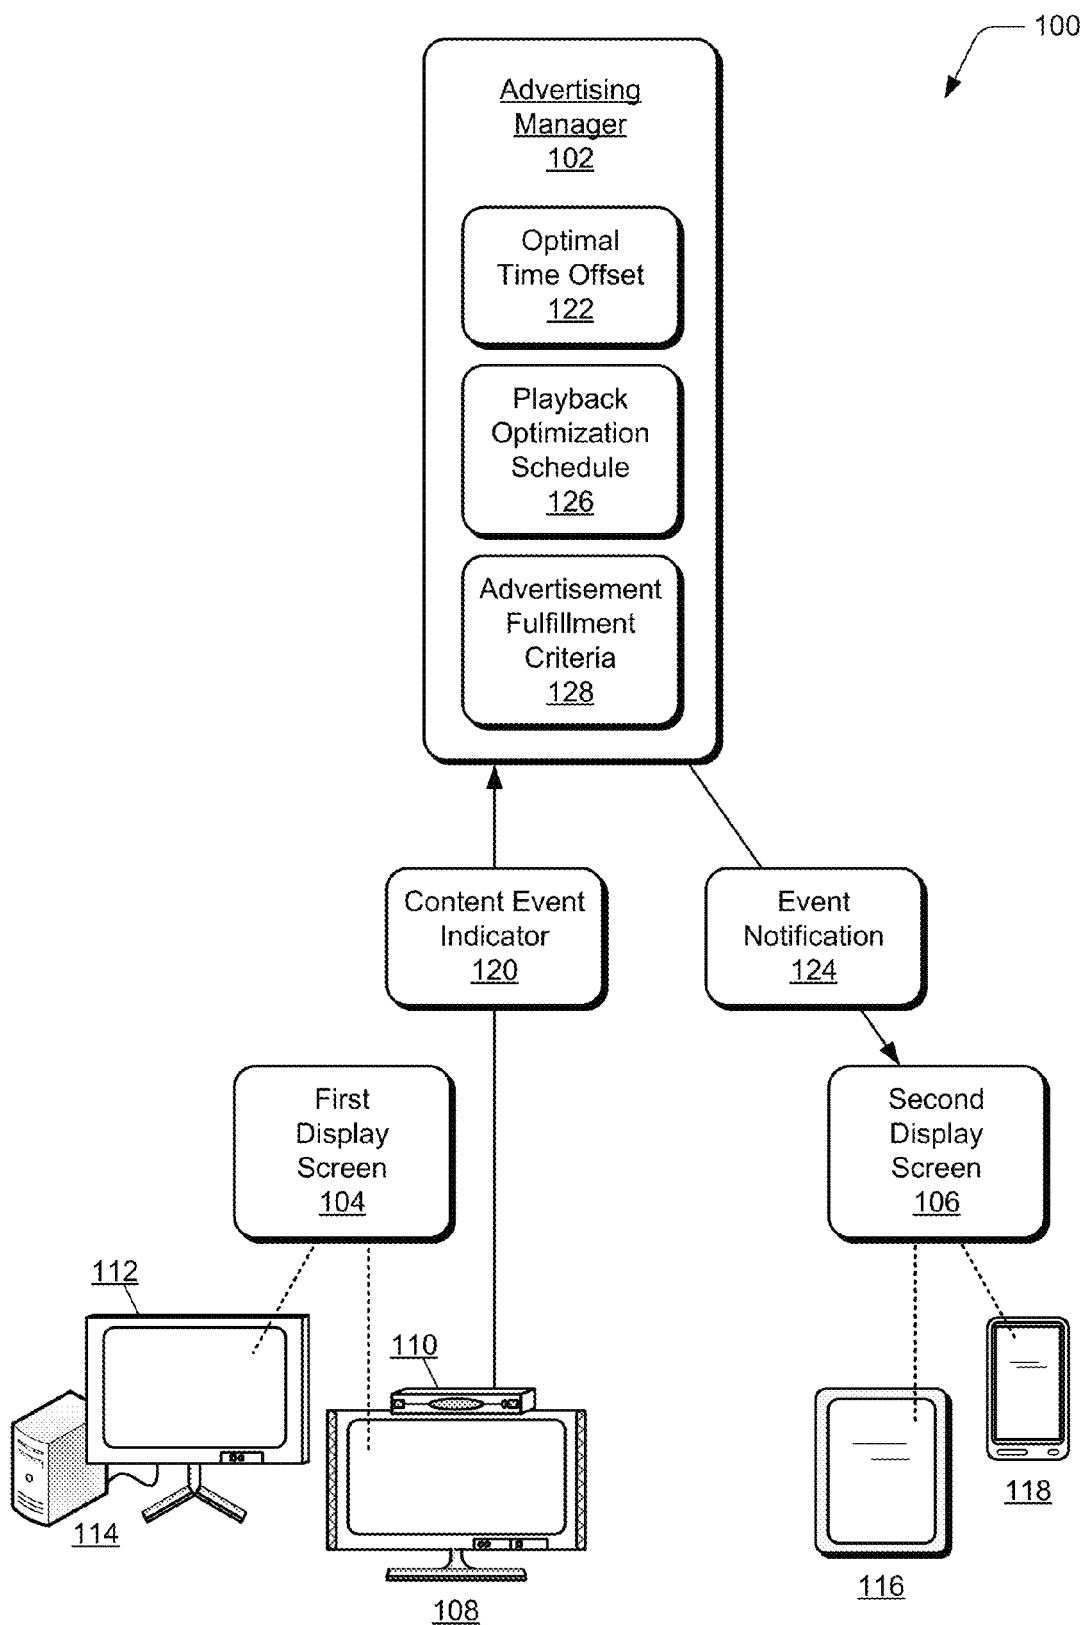 100
Advertising
Manager
102
Optimal
Time Offset
122
Playback
Optimization
Schedule
126
Advertisement
Fulfillment
Criteria
128
Content Event
Indicator
120
Event
Notification
124
First
Display
Screen
104
Second
Display
Screen
106
112
110
114
108
118
116